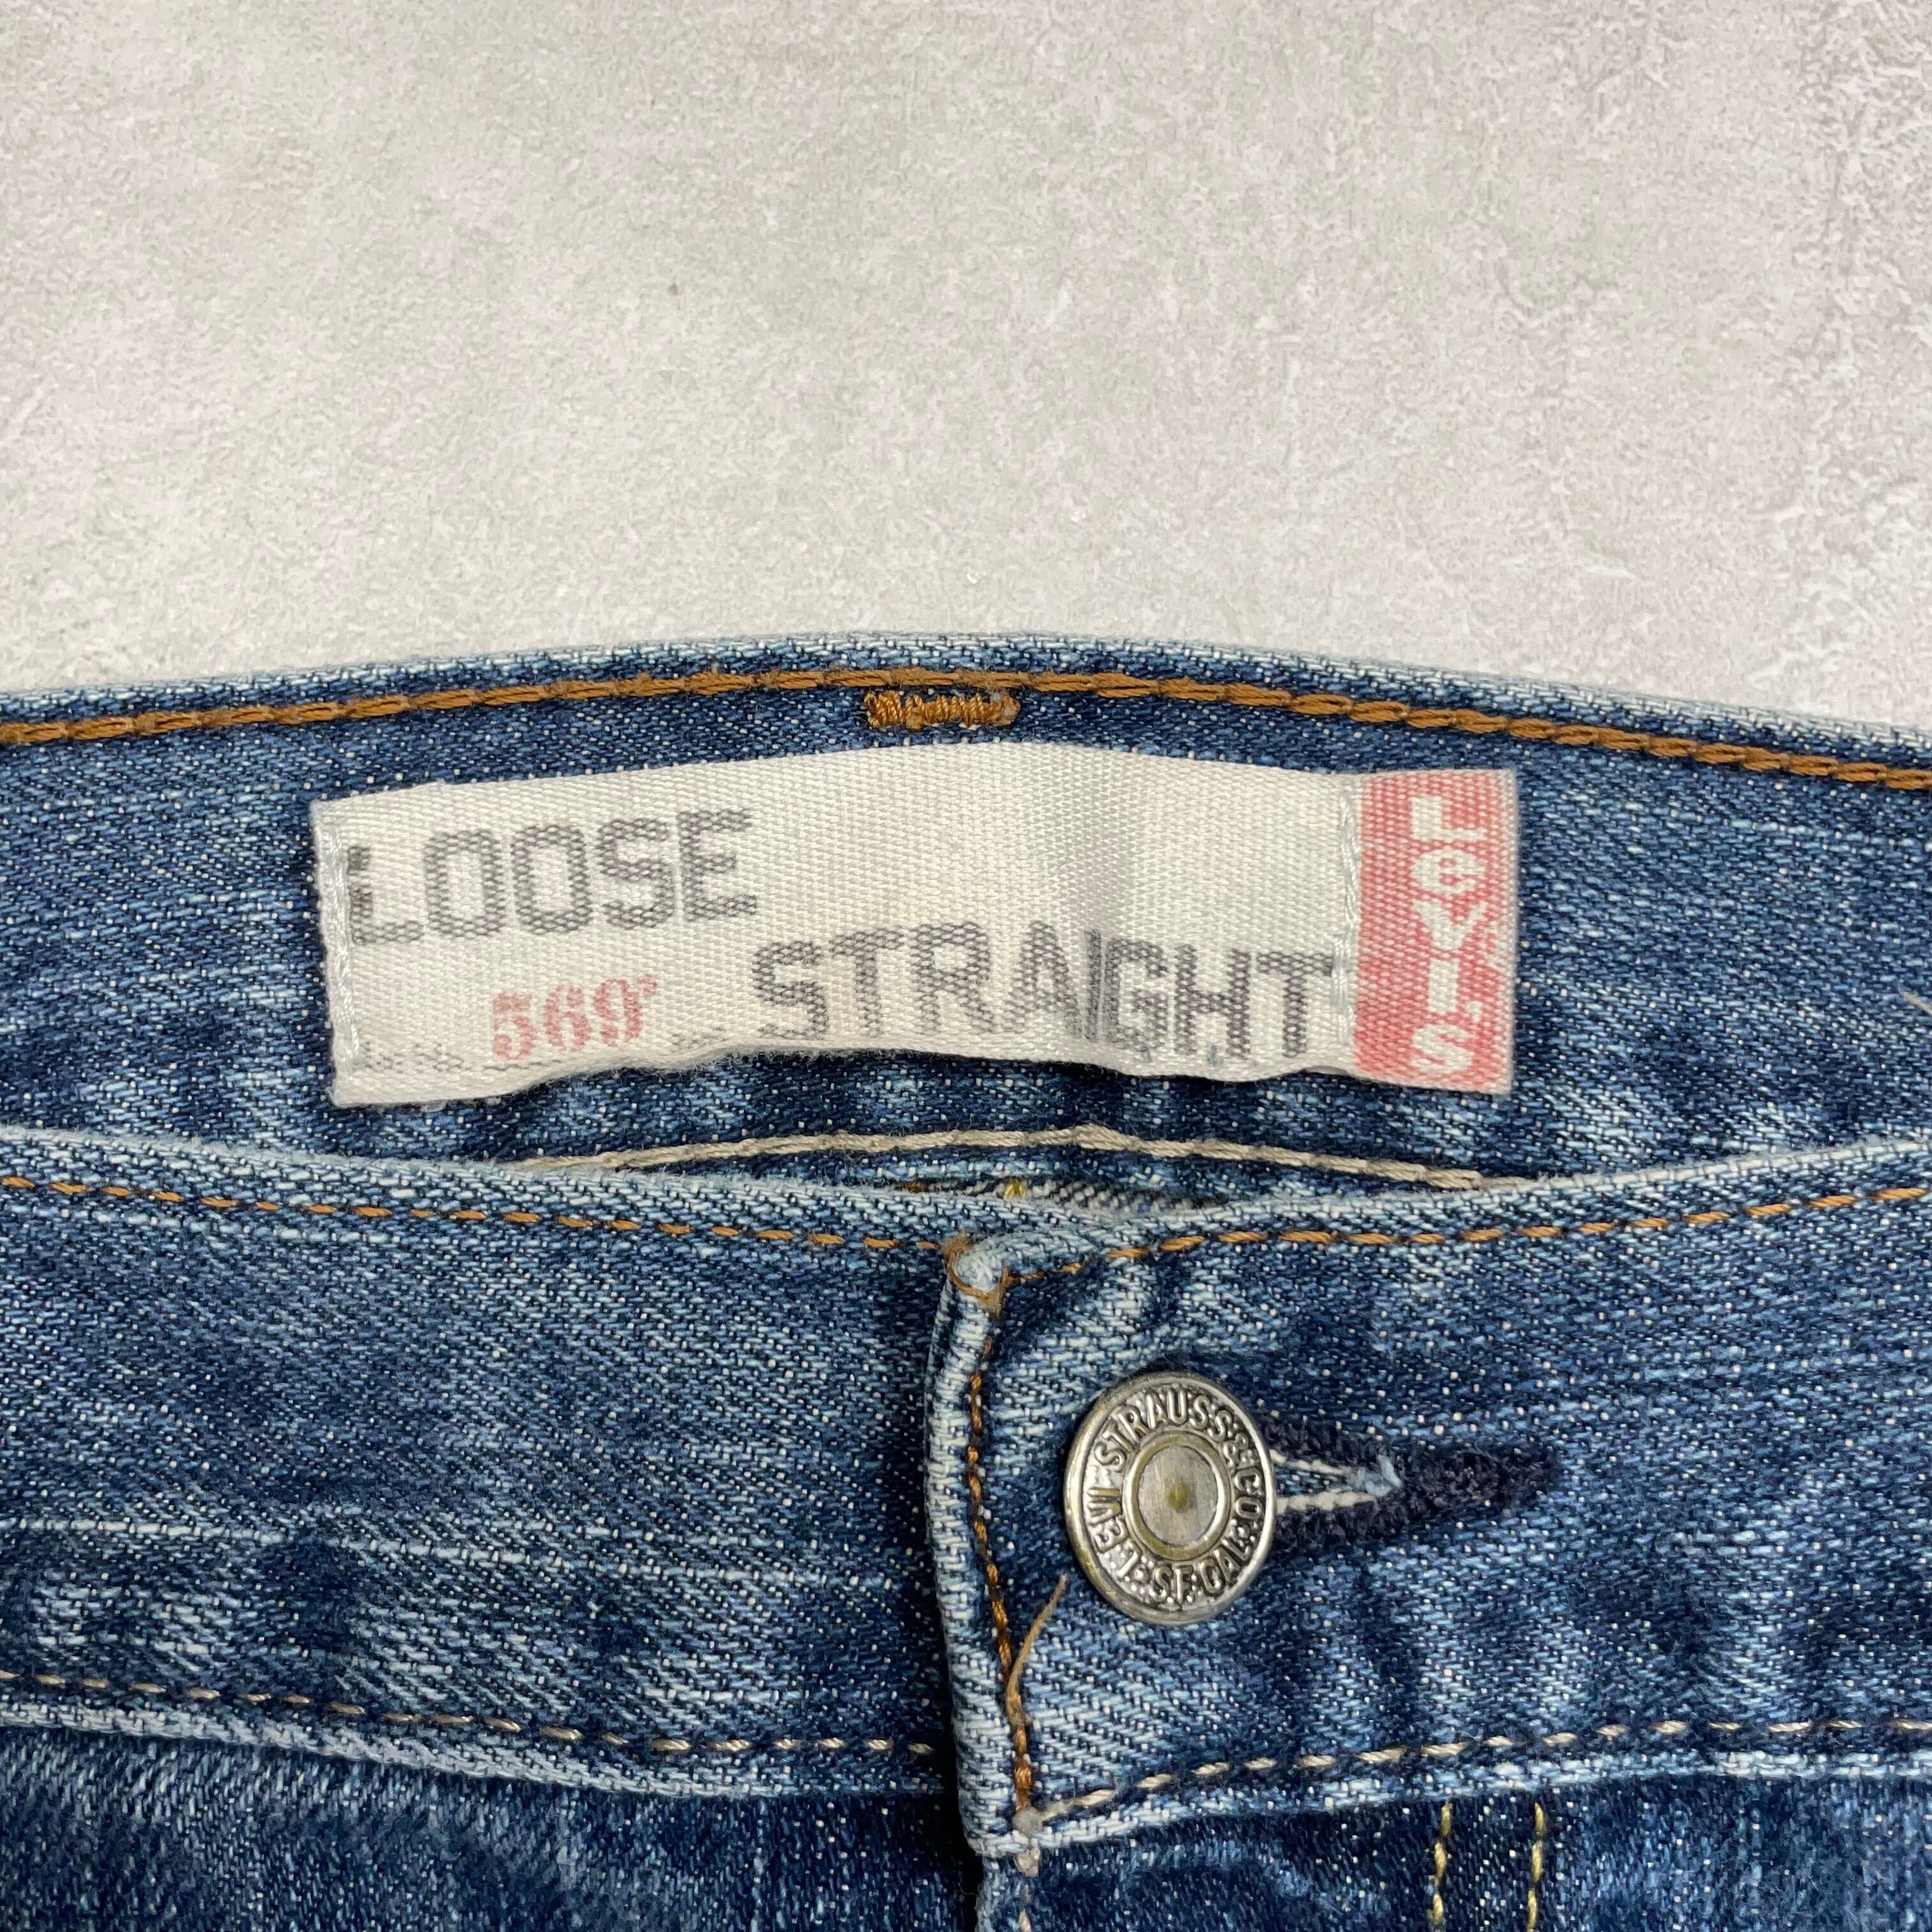 LOOSE
569 STRAIGHT
LEVI'S
LEVI STRAUSS & CO. S.F. CAL.